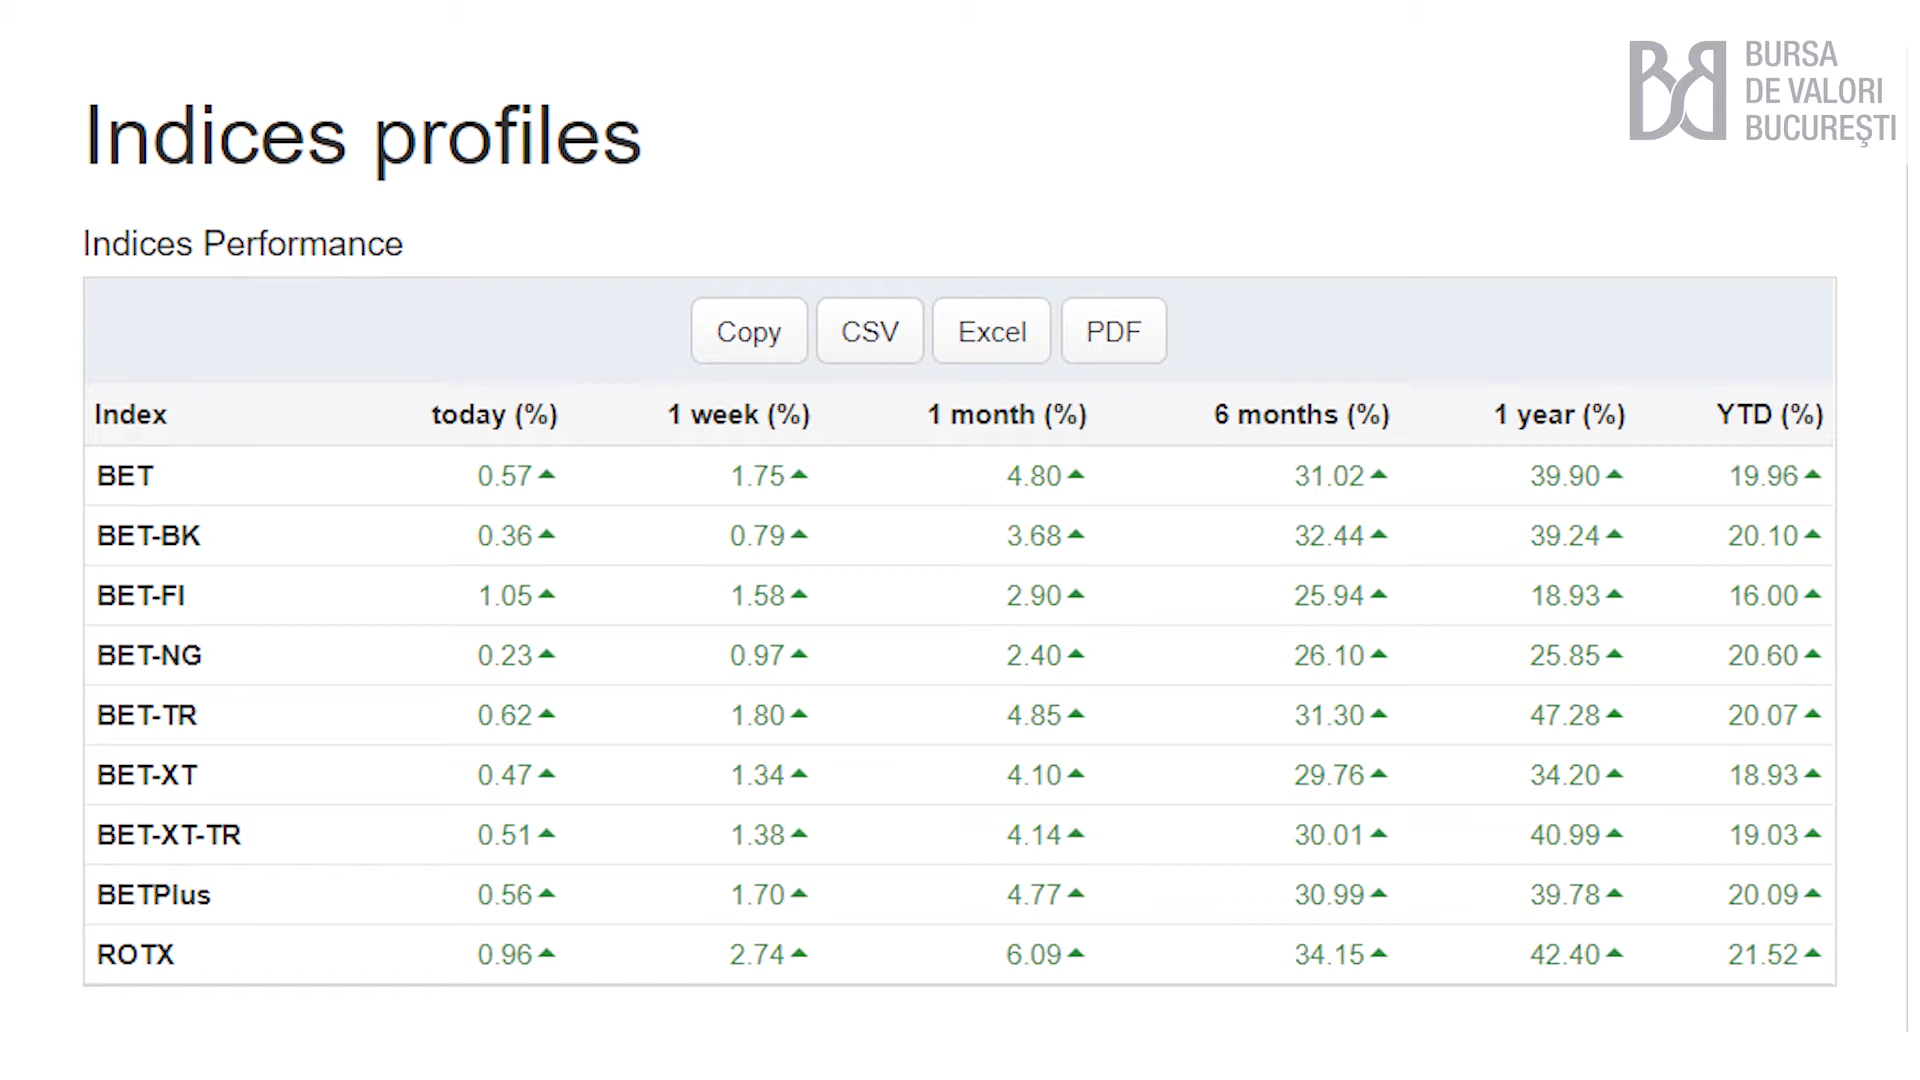 BURSA
DE VALORI
BUCUREŞTI
Indices profiles
Indices Performance
Copy CSV Excel PDF
Index today (%) 1 week (%) 1 month (%) 6 months (%) 1 year (%) YTD (%)
BET 0.57 1.75 4.80 31.02 39.90 19.96
BET-BK 0.36 0.79 3.68 32.44 39.24 20.10
BET-FI 1.05 1.58 2.90 25.94 18.93 16.00
BET-NG 0.23 0.97 2.40 26.10 25.85 20.60
BET-TR 0.62 1.80 4.85 31.30 47.28 20.07
BET-XT 0.47 1.34 4.10 29.76 34.20 18.93
BET-XT-TR 0.51 1.38 4.14 30.01 40.99 19.03
BETPlus 0.56 1.70 4.77 30.99 39.78 20.09
ROTX 0.96 2.74 6.09 34.15 42.40 21.52